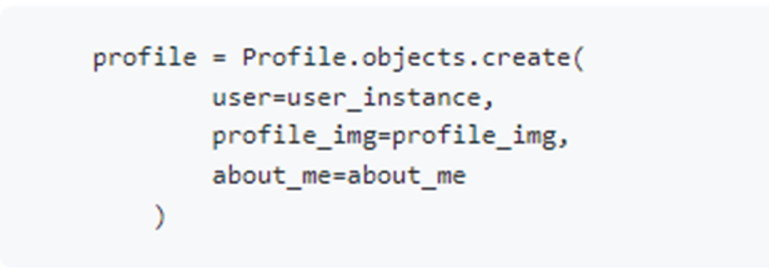 profile = Profile.objects.create(
user=user_instance,
profile_img=profile_img,
about_me=about_me
)